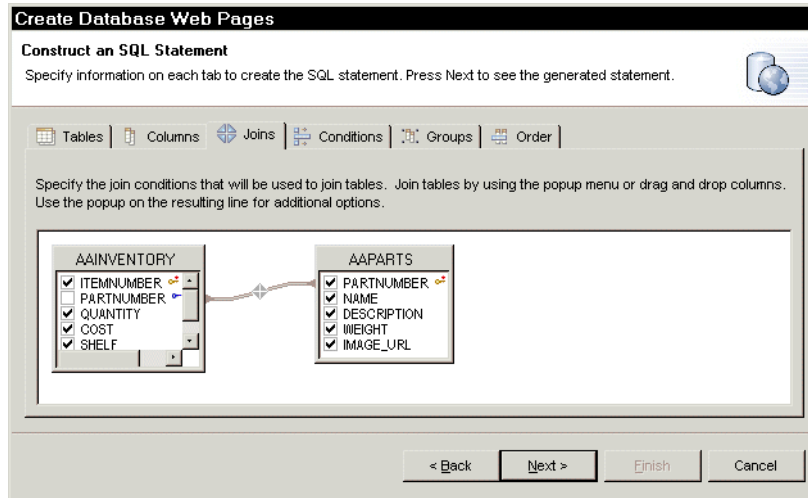 Create Database Web Pages
Construct an SQL Statement
Specify information on each tab to create the SQL statement. Press Next to see the generated statement.
Tables Columns Joins Conditions Groups Order
Specify the join conditions that will be used to join tables. Join tables by using the popup menu or drag and drop columns.
Use the popup on the resulting line for additional options.
AAINVENTORY
ITEMNUMBER
PARTNUMBER
QUANTITY
COST
SHELF
AAPARTS
PARTNUMBER
NAME
DESCRIPTION
WEIGHT
IMAGE_URL
< Back Next > Finish Cancel